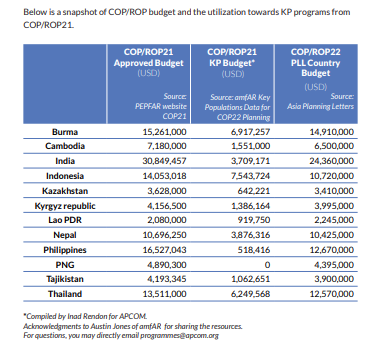 Below is a snapshot of COP/ROP budget and the utilization towards KP programs from
COP/ROP21.
COP/ROP21 Approved Budget (USD) Source: PEPFAR website COP21
COP/ROP21 KP Budget* (USD) Source: amfAR Key Populations Data for COP22 Planning
COP/ROP22 PLL Country Budget (USD) Source: Asia Planning Letters
Burma 15,261,000 6,917,257 14,910,000
Cambodia 7,180,000 1,551,000 6,500,000
India 30,849,457 3,709,171 24,360,000
Indonesia 14,053,018 7,543,724 10,720,000
Kazakhstan 3,628,000 642,221 3,410,000
Kyrgyz republic 4,156,500 1,386,164 3,995,000
Lao PDR 2,080,000 919,750 2,245,000
Nepal 10,696,250 3,876,316 10,425,000
Philippines 16,527,043 518,416 12,670,000
PNG 4,890,300 0 4,395,000
Tajikistan 4,193,345 1,062,651 3,900,000
Thailand 13,511,000 6,249,568 12,570,000
*Compiled by Inad Rendon for APCOM.
Acknowledgments to Austin Jones of amfAR for sharing the resources.
For questions, you may directly email programmes@apcom.org